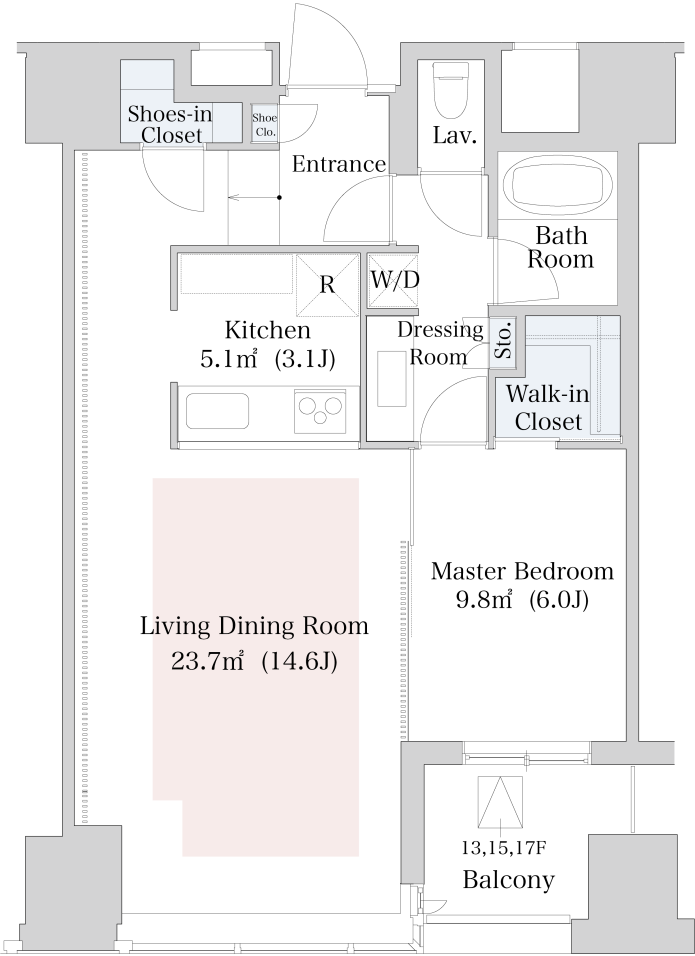 Shoes-in
Closet
Shoe
Clo.
Entrance
Lav.
Bath
Room
R
W/D
Kitchen
5.1㎡ (3.1J)
Dressing
Room
Sto.
Walk-in
Closet
Master Bedroom
9.8㎡ (6.0J)
Living Dining Room
23.7㎡ (14.6J)
13,15,17F
Balcony